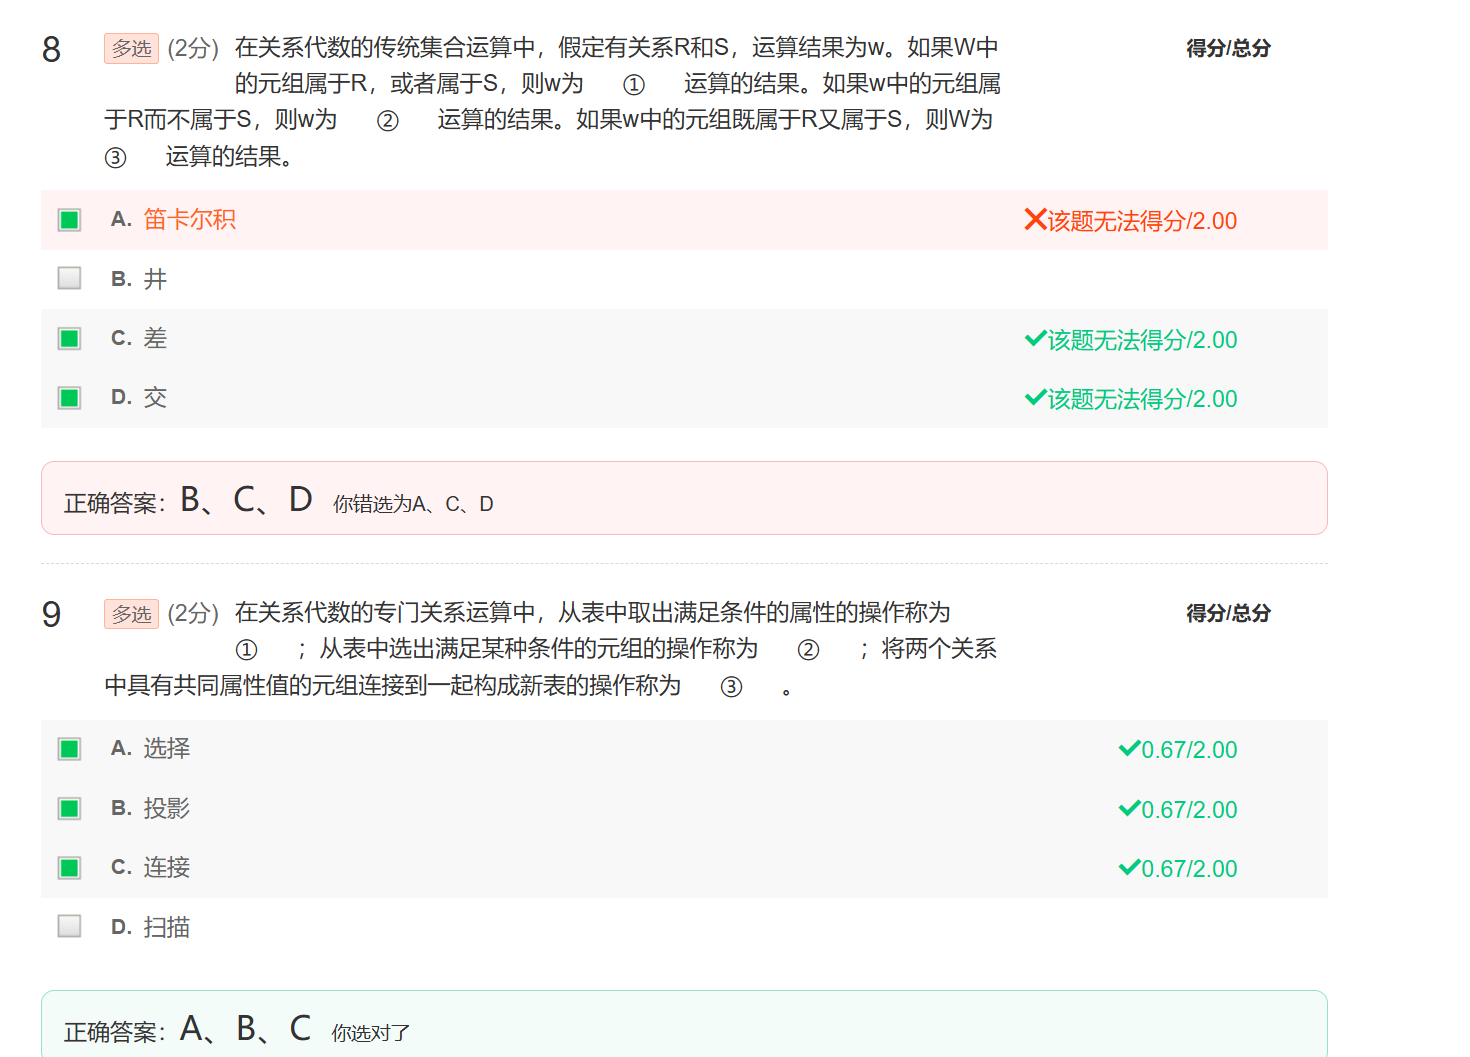 8 多选 (2分) 在关系代数的传统集合运算中，假定有关系R和S，运算结果为w。如果W中 得分/总分
的元组属于R，或者属于S，则w为 ① 运算的结果。如果w中的元组属
于R而不属于S，则w为 ② 运算的结果。如果w中的元组既属于R又属于S，则W为
③ 运算的结果。
A. 笛卡尔积 该题无法得分/2.00
B. 井
C. 差 该题无法得分/2.00
D. 交 该题无法得分/2.00
正确答案：B、C、D 你错选为A、C、D
9 多选 (2分) 在关系代数的专门关系运算中，从表中取出满足条件的属性的操作称为 得分/总分
① ；从表中选出满足某种条件的元组的操作称为 ② ；将两个关系
中具有共同属性值的元组连接到一起构成新表的操作称为 ③ 。
A. 选择 0.67/2.00
B. 投影 0.67/2.00
C. 连接 0.67/2.00
D. 扫描
正确答案：A、B、C 你选对了